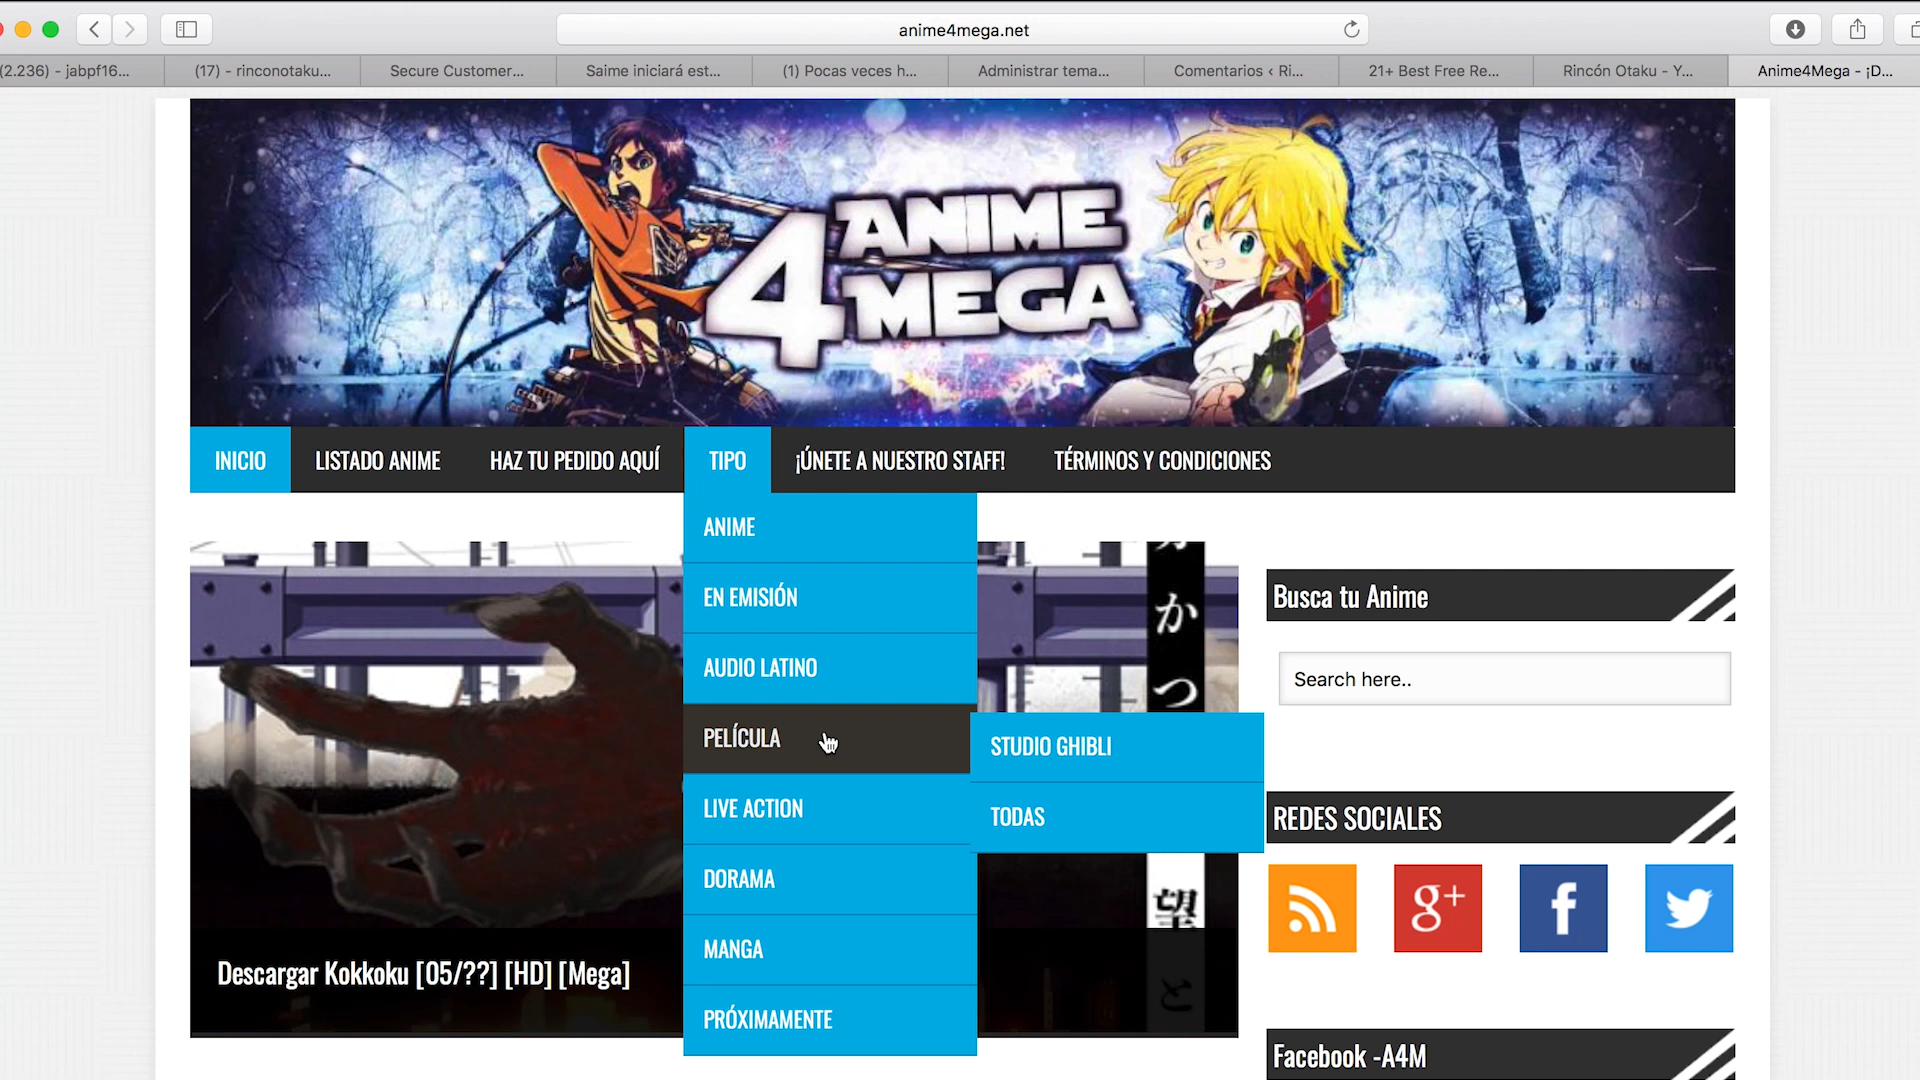 anime4mega.net
(2.236) - jabpf16...
(17) - rinconotaku...
Secure Customer...
Saime iniciará est...
(1) Pocas veces h...
Administrar tema...
Comentarios ‹ Ri...
21+ Best Free Re...
Rincón Otaku - Y...
Anime4Mega - ¡D...
4 ANIME
MEGA
INICIO
LISTADO ANIME
HAZ TU PEDIDO AQUÍ
TIPO
¡ÚNETE A NUESTRO STAFF!
TÉRMINOS Y CONDICIONES
ANIME
EN EMISIÓN
AUDIO LATINO
PELÍCULA
LIVE ACTION
DORAMA
MANGA
PRÓXIMAMENTE
STUDIO GHIBLI
TODAS
かつ
望
と
Descargar Kokkoku [05/??] [HD] [Mega]
Busca tu Anime
Search here..
REDES SOCIALES
g+
f
Facebook -A4M